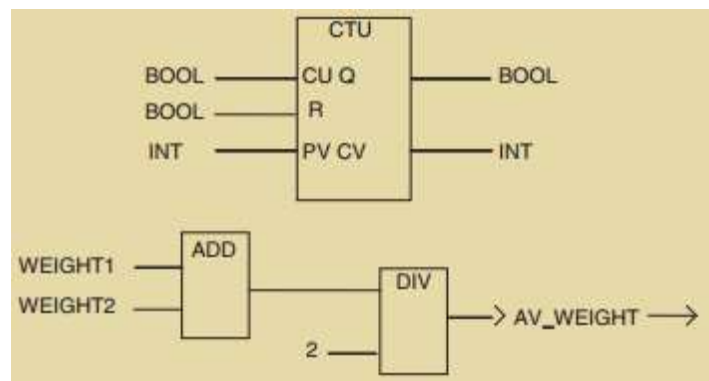 CTU
BOOL CU Q BOOL
BOOL R
INT PV CV INT
ADD
WEIGHT1
DIV
WEIGHT2
AV_WEIGHT
2